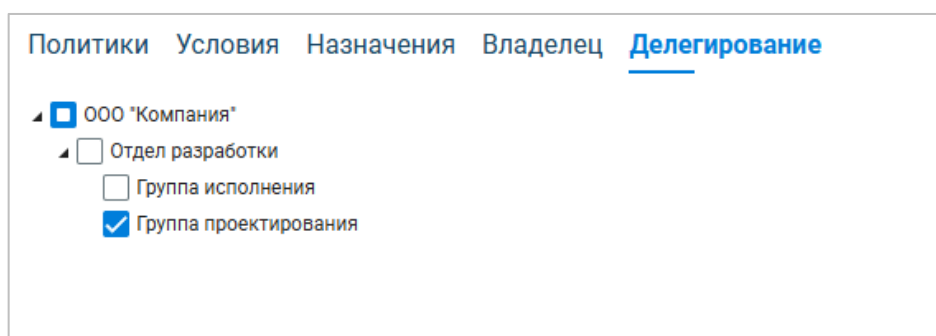 Политики Условия Назначения Владелец Делегирование
ООО "Компания"
Отдел разработки
Группа исполнения
Группа проектирования